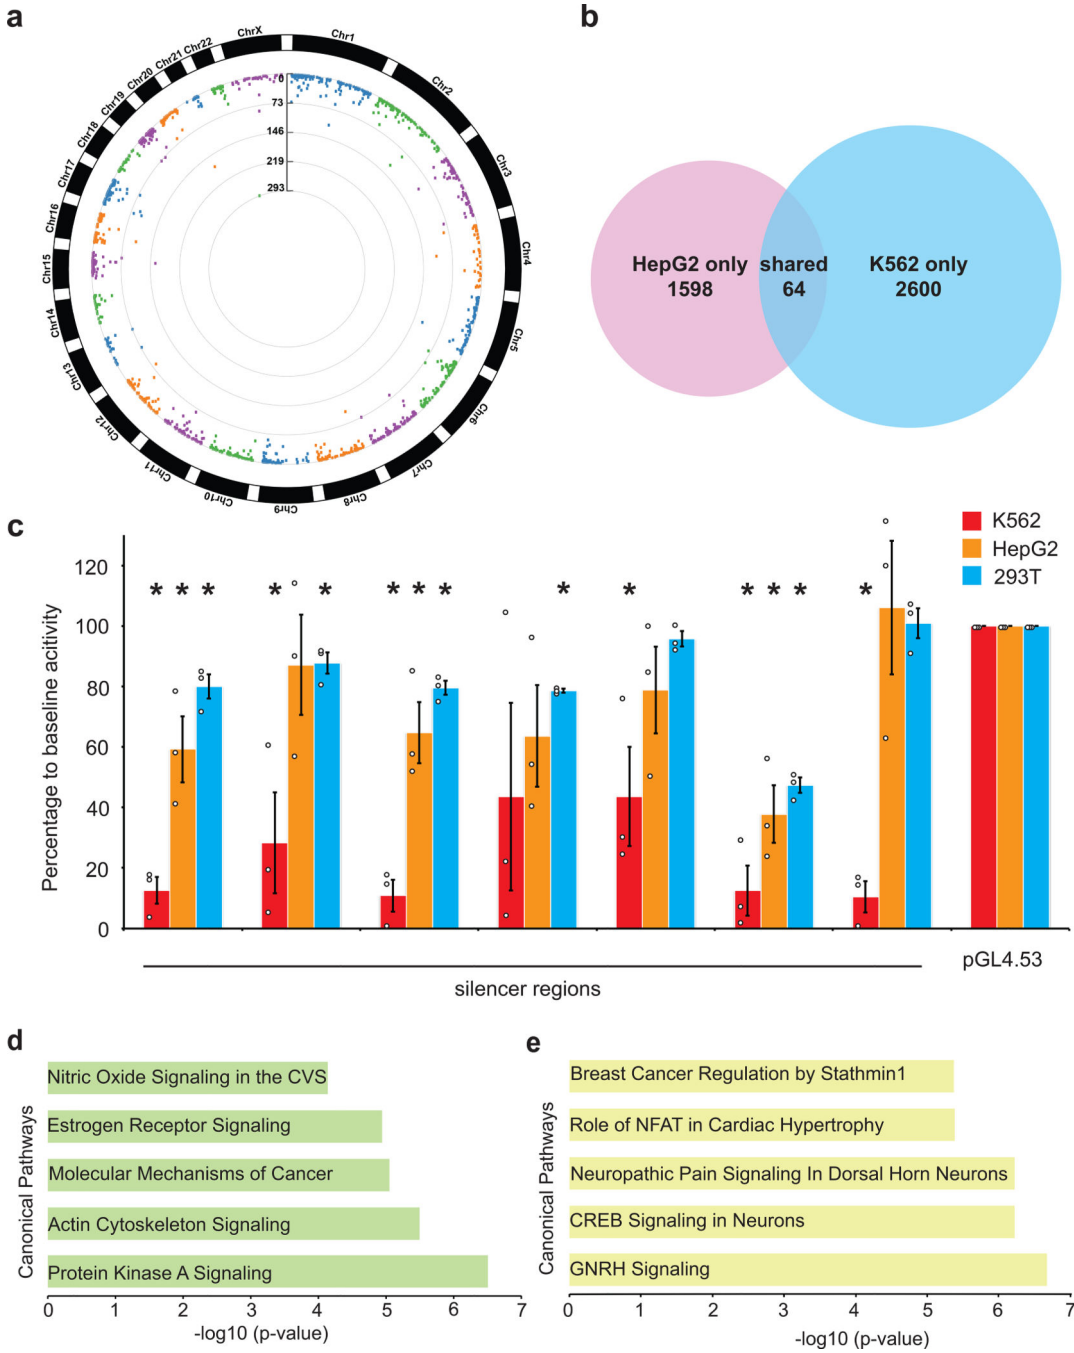 a
Chr1
Chr2
Chr3
Chr4
Chr5
Chr6
Chr7
Chr8
Chr9
Chr10
Chr11
Chr12
Chr13
Chr14
Chr15
Chr16
Chr17
Chr18
Chr19
Chr20
Chr21
Chr22
ChrX
0
73
146
219
293
b
HepG2 only
1598
shared
64
K562 only
2600
c
K562
HepG2
293T
Percentage to baseline acitivity
120
100
80
60
40
20
0
* * *
* *
* * *
*
*
* * *
*
silencer regions
pGL4.53
d
Canonical Pathways
Nitric Oxide Signaling in the CVS
Estrogen Receptor Signaling
Molecular Mechanisms of Cancer
Actin Cytoskeleton Signaling
Protein Kinase A Signaling
0 1 2 3 4 5 6 7
-log10 (p-value)
e
Canonical Pathways
Breast Cancer Regulation by Stathmin1
Role of NFAT in Cardiac Hypertrophy
Neuropathic Pain Signaling In Dorsal Horn Neurons
CREB Signaling in Neurons
GNRH Signaling
0 1 2 3 4 5 6 7
-log10 (p-value)